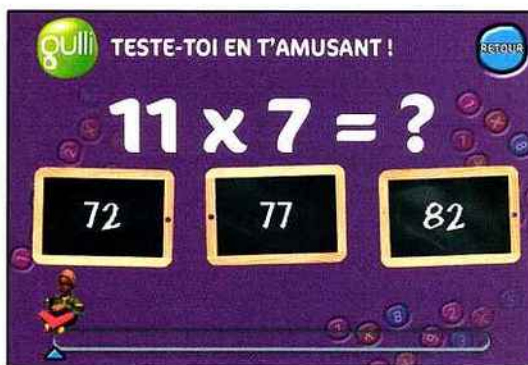 gulli TESTE-TOI EN T'AMUSANT !
RETOUR
11 x 7 = ?
72 77 82